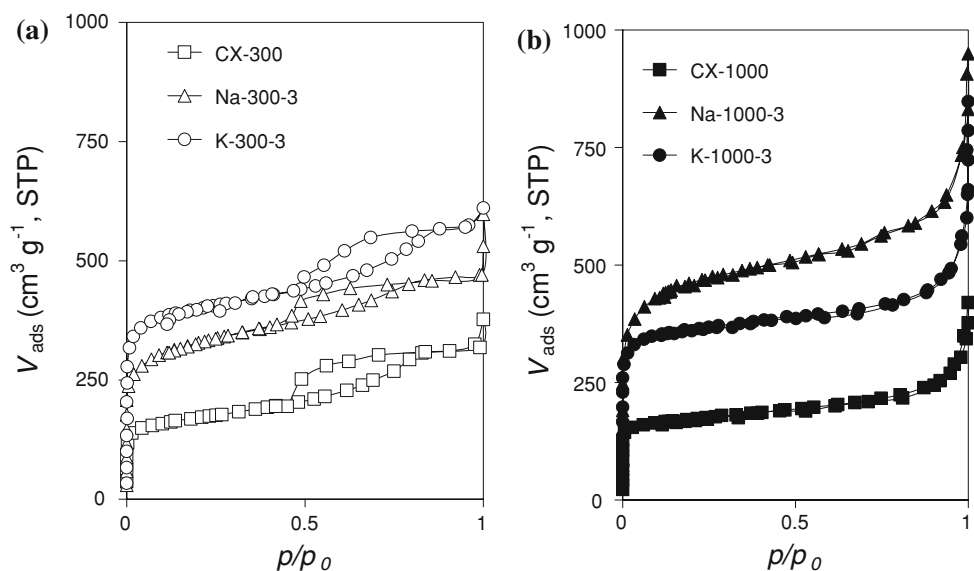 (a)
1000
750
500
250
0
V ads (cm³ g⁻¹ , STP)
CX-300
Na-300-3
K-300-3
0
0.5
1
p/p₀
(b)
1000
750
500
250
0
V ads (cm³ g⁻¹ , STP)
CX-1000
Na-1000-3
K-1000-3
0
0.5
1
p/p₀